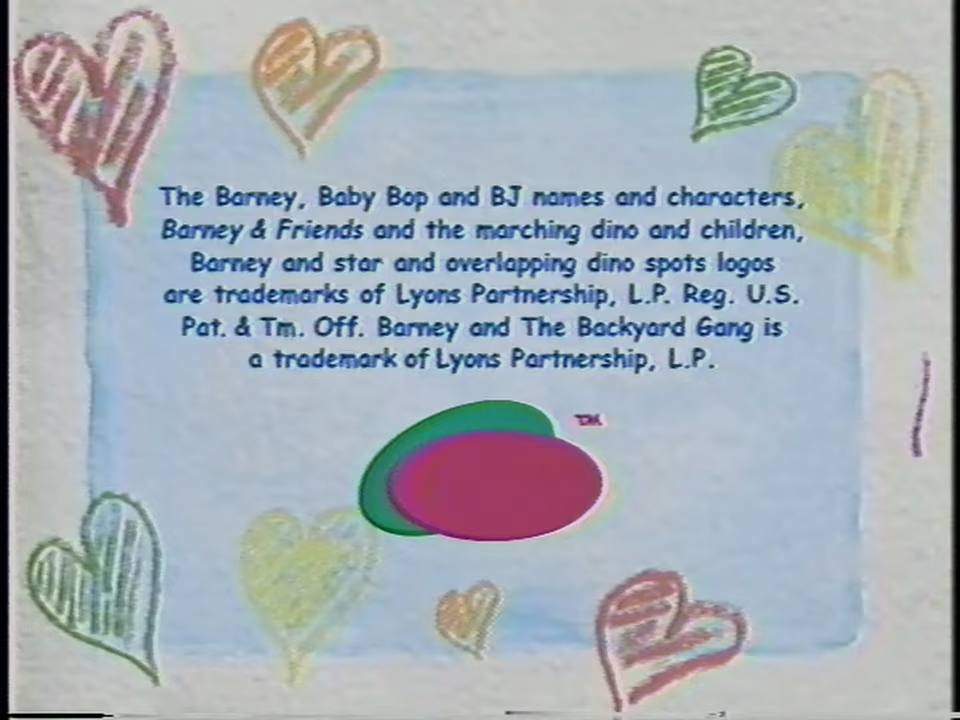 The Barney, Baby Bop and BJ names and characters,
Barney & Friends and the marching dino and children,
Barney and star and overlapping dino spots logos
are trademarks of Lyons Partnership, L.P. Reg. U.S.
Pat. & Tm. Off. Barney and The Backyard Gang is
a trademark of Lyons Partnership, L.P.
TM